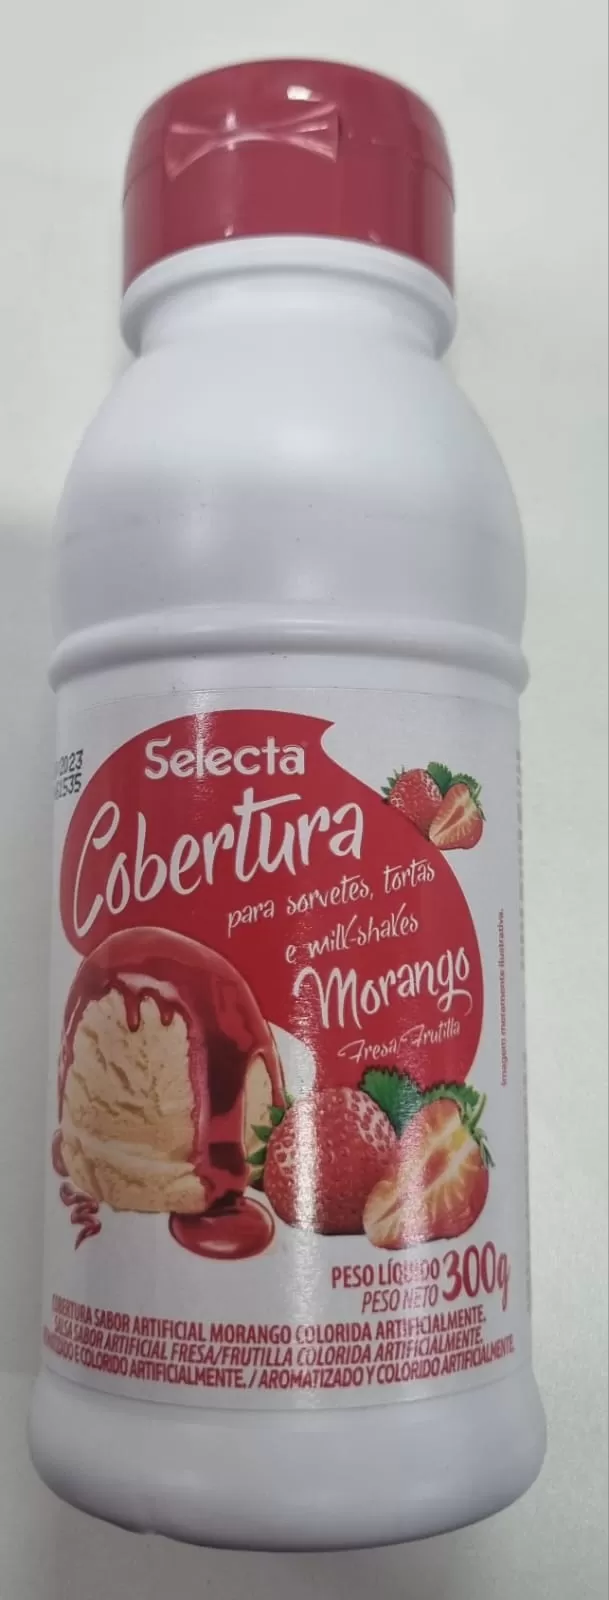 Selecta
2023
Cobertura
para sorvetes, tortas
e milk-shakes
Morango
Fresa/Frutilla
Imagem meramente ilustrativa.
PESO LÍQUIDO 300g
PESO NETO
COBERTURA SABOR ARTIFICIAL MORANGO COLORIDA ARTIFICIALMENTE.
SALSA SABOR ARTIFICIAL FRESA/FRUTILLA COLORIDA ARTIFICIALMENTE.
E COLORIDO ARTIFICIALMENTE. / AROMATIZADO Y COLORIDO ARTIFICIALMENTE.